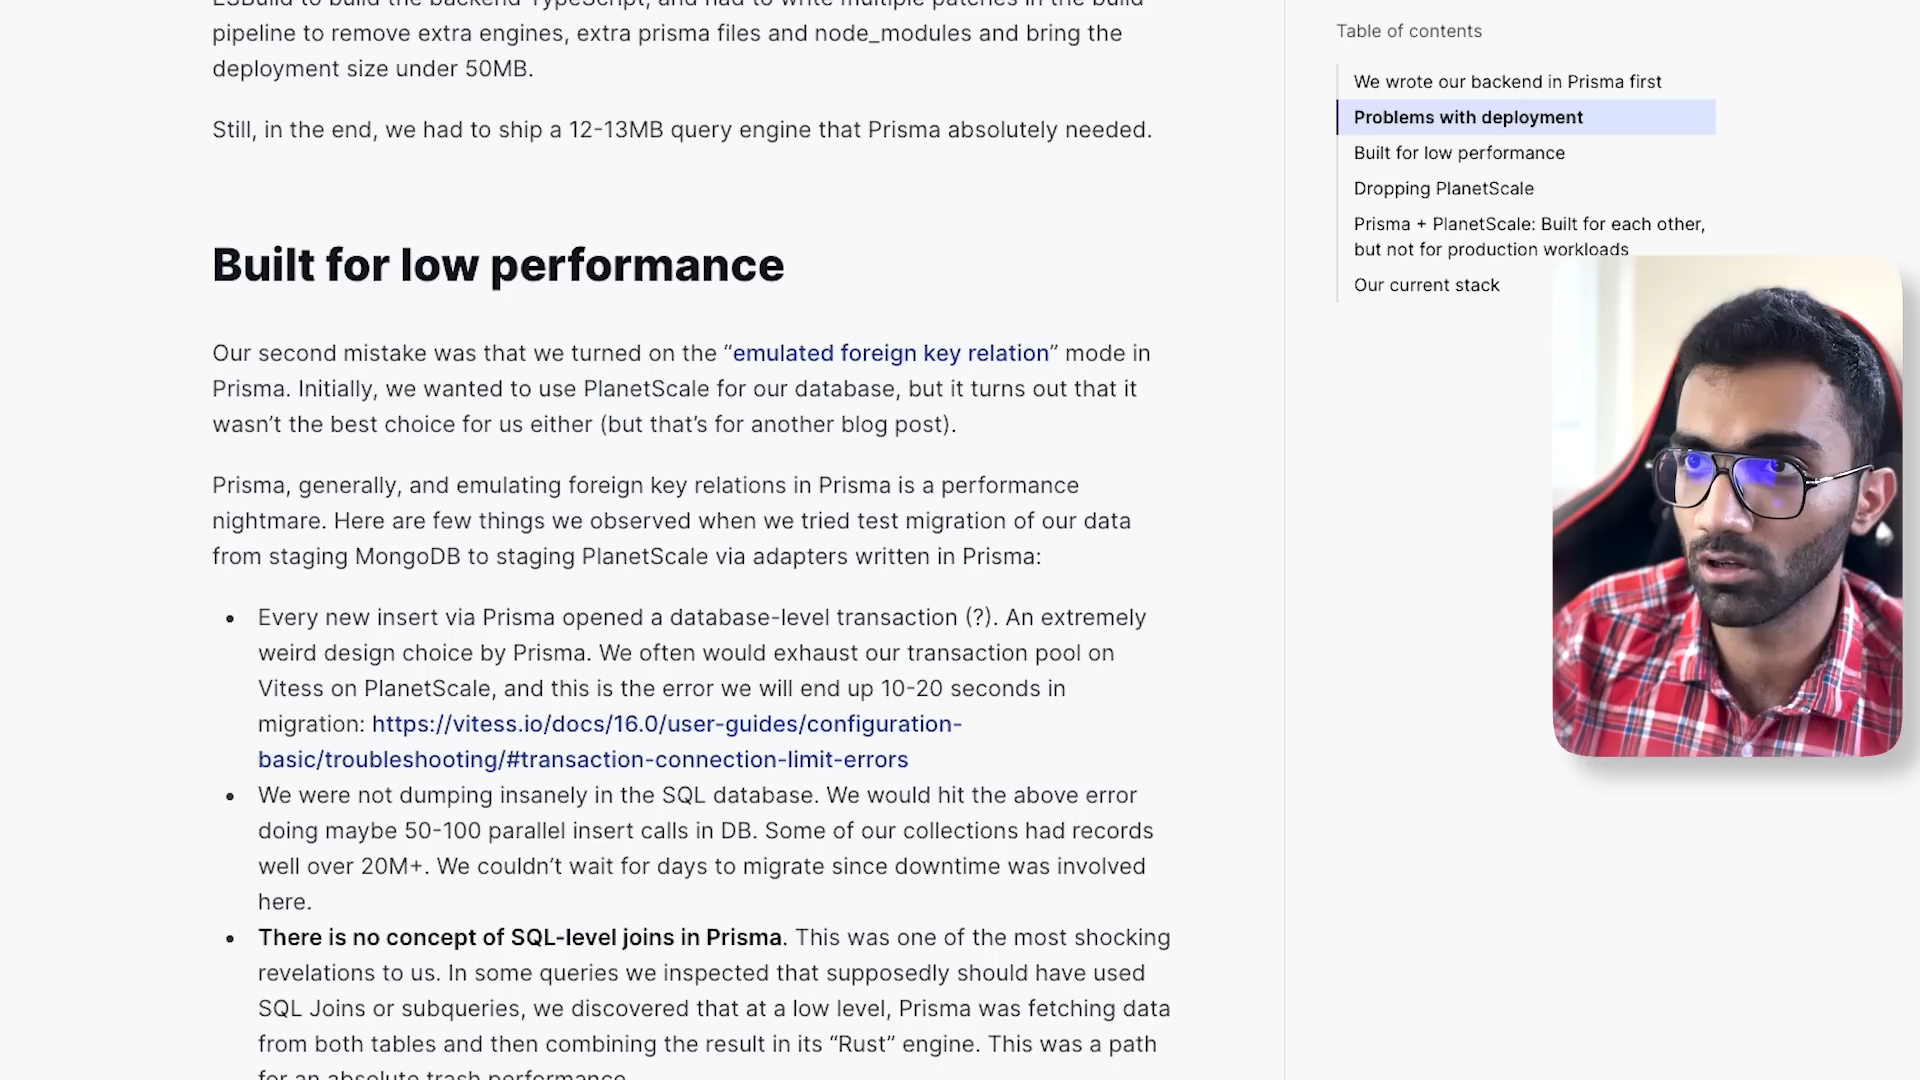 ESBuild to build the backend TypeScript, and had to write multiple patches in the build
pipeline to remove extra engines, extra prisma files and node_modules and bring the
deployment size under 50MB.
Still, in the end, we had to ship a 12-13MB query engine that Prisma absolutely needed.
Built for low performance
Our second mistake was that we turned on the “emulated foreign key relation” mode in
Prisma. Initially, we wanted to use PlanetScale for our database, but it turns out that it
wasn’t the best choice for us either (but that’s for another blog post).
Prisma, generally, and emulating foreign key relations in Prisma is a performance
nightmare. Here are few things we observed when we tried test migration of our data
from staging MongoDB to staging PlanetScale via adapters written in Prisma:
• Every new insert via Prisma opened a database-level transaction (?). An extremely
weird design choice by Prisma. We often would exhaust our transaction pool on
Vitess on PlanetScale, and this is the error we will end up 10-20 seconds in
migration: https://vitess.io/docs/16.0/user-guides/configuration-
basic/troubleshooting/#transaction-connection-limit-errors
• We were not dumping insanely in the SQL database. We would hit the above error
doing maybe 50-100 parallel insert calls in DB. Some of our collections had records
well over 20M+. We couldn’t wait for days to migrate since downtime was involved
here.
• There is no concept of SQL-level joins in Prisma. This was one of the most shocking
revelations to us. In some queries we inspected that supposedly should have used
SQL Joins or subqueries, we discovered that at a low level, Prisma was fetching data
from both tables and then combining the result in its “Rust” engine. This was a path
for an absolute trash performance
Table of contents
We wrote our backend in Prisma first
Problems with deployment
Built for low performance
Dropping PlanetScale
Prisma + PlanetScale: Built for each other,
but not for production workloads
Our current stack